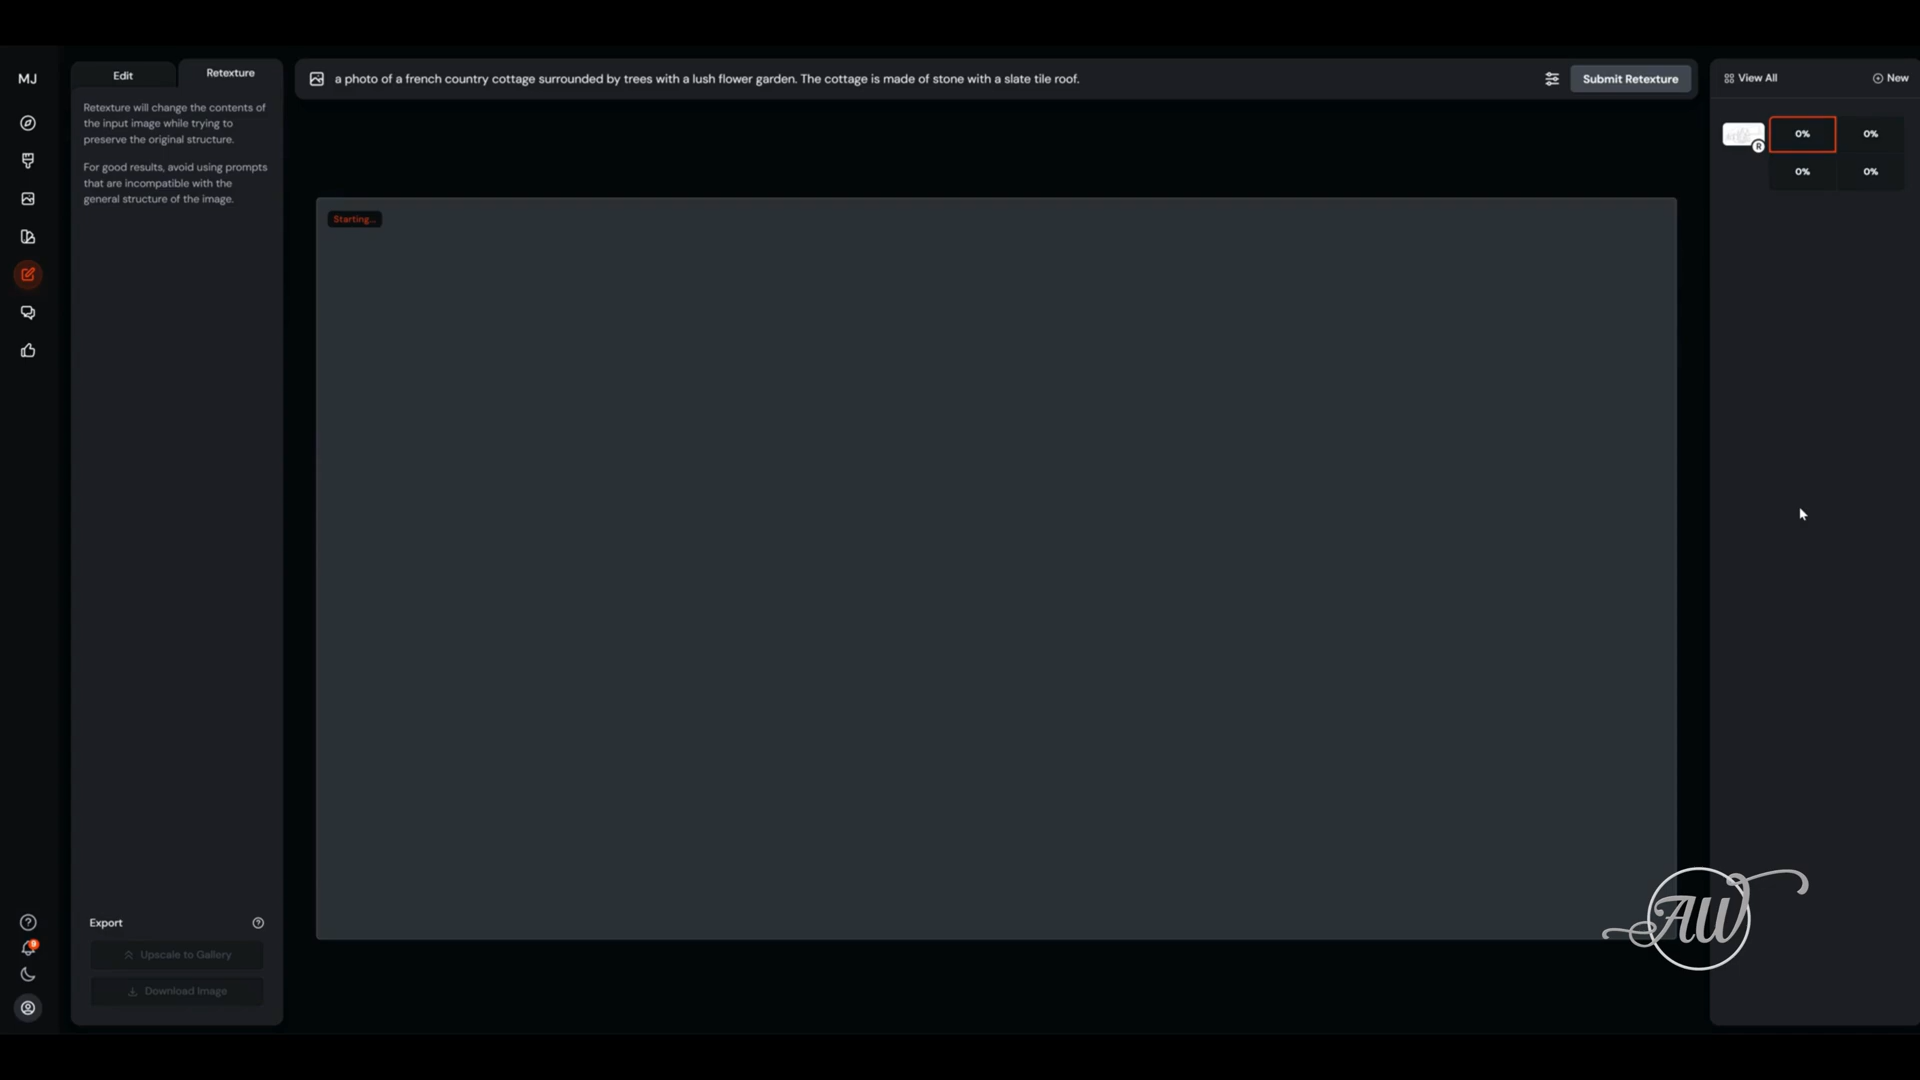 MJ
Edit
Retexture
Retexture will change the contents of
the input image while trying to
preserve the original structure.
For good results, avoid using prompts
that are incompatible with the
general structure of the image.
a photo of a french country cottage surrounded by trees with a lush flower garden. The cottage is made of stone with a slate tile roof.
Submit Retexture
View All
New
R
0%
0%
0%
0%
Starting...
Export
Upscale to Gallery
Download Image
9
AW